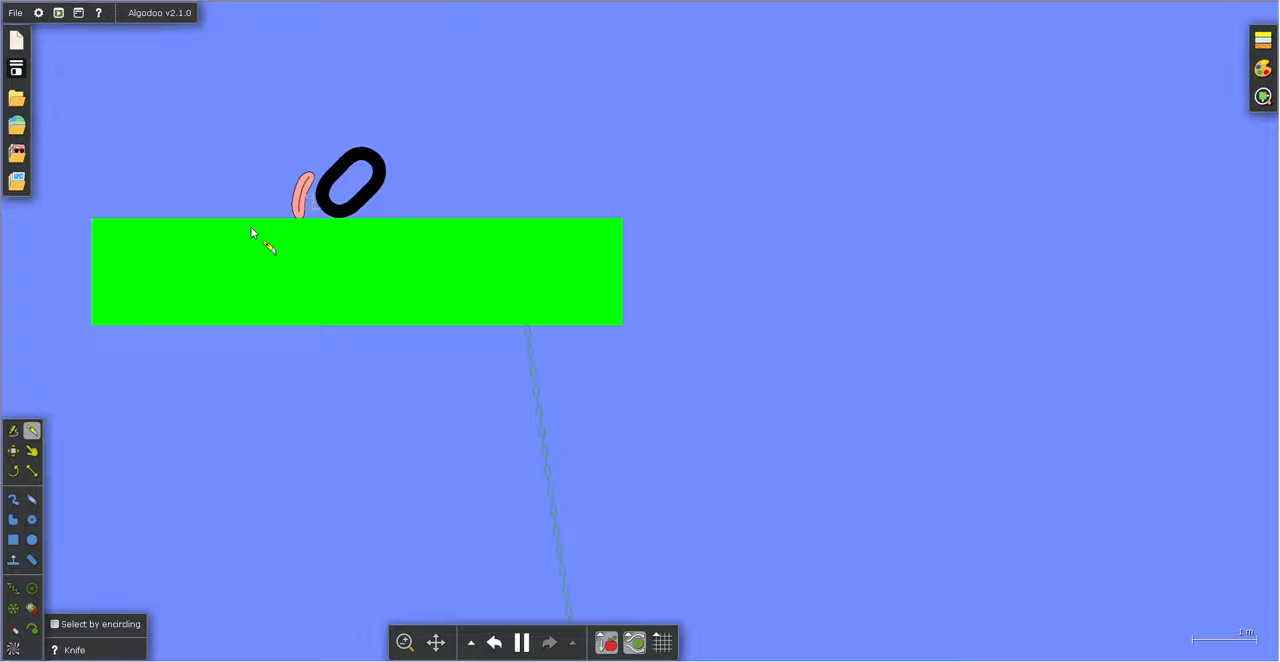 File ? Algodoo v2.1.0
Select by encircling
? Knife
1 m